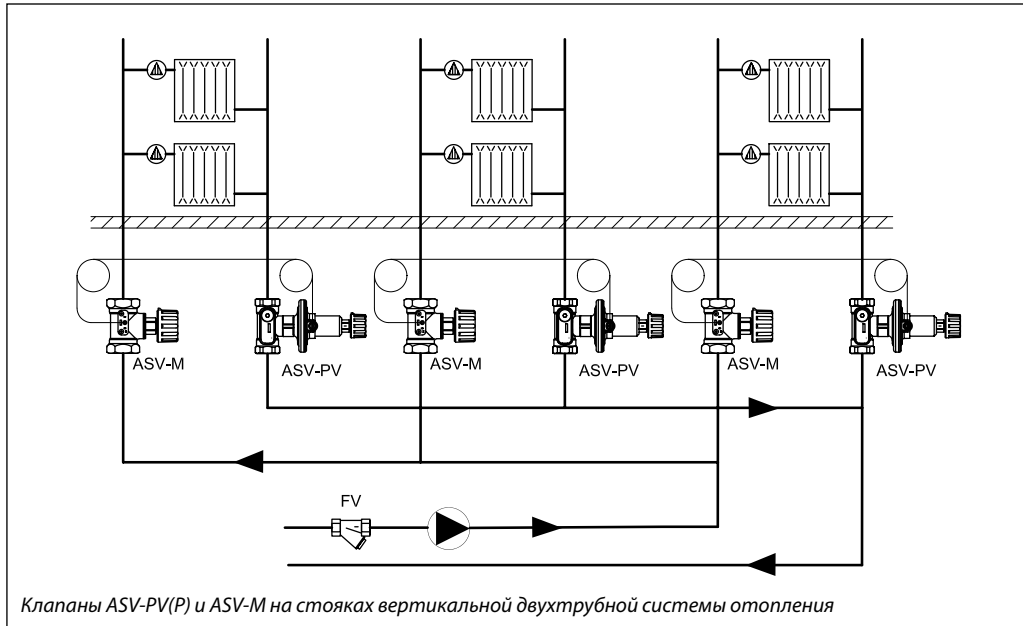 ASV-M
ASV-PV
ASV-M
ASV-PV
ASV-M
ASV-PV
FV
Клапаны ASV-PV(P) и ASV-M на стояках вертикальной двухтрубной системы отопления